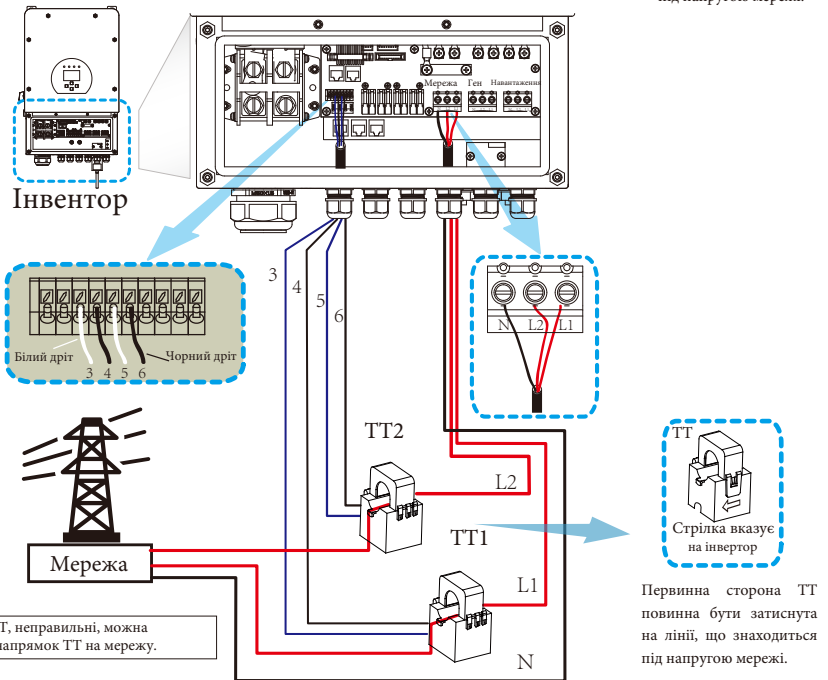 під напругою мережі.
Мережа
Ген
Навантаження
Інвентор
3
4
5
6
Білий дріт
Чорний дріт
3 4 5 6
N L2 L1
ТТ2
L2
ТТ
Стрілка вказує
на інвертор
ТТ1
Мережа
L1
Первинна сторона ТТ
повинна бути затиснута
на лінії, що знаходиться
під напругою мережі.
Т, неправильні, можна
напрямок ТТ на мережу.
N